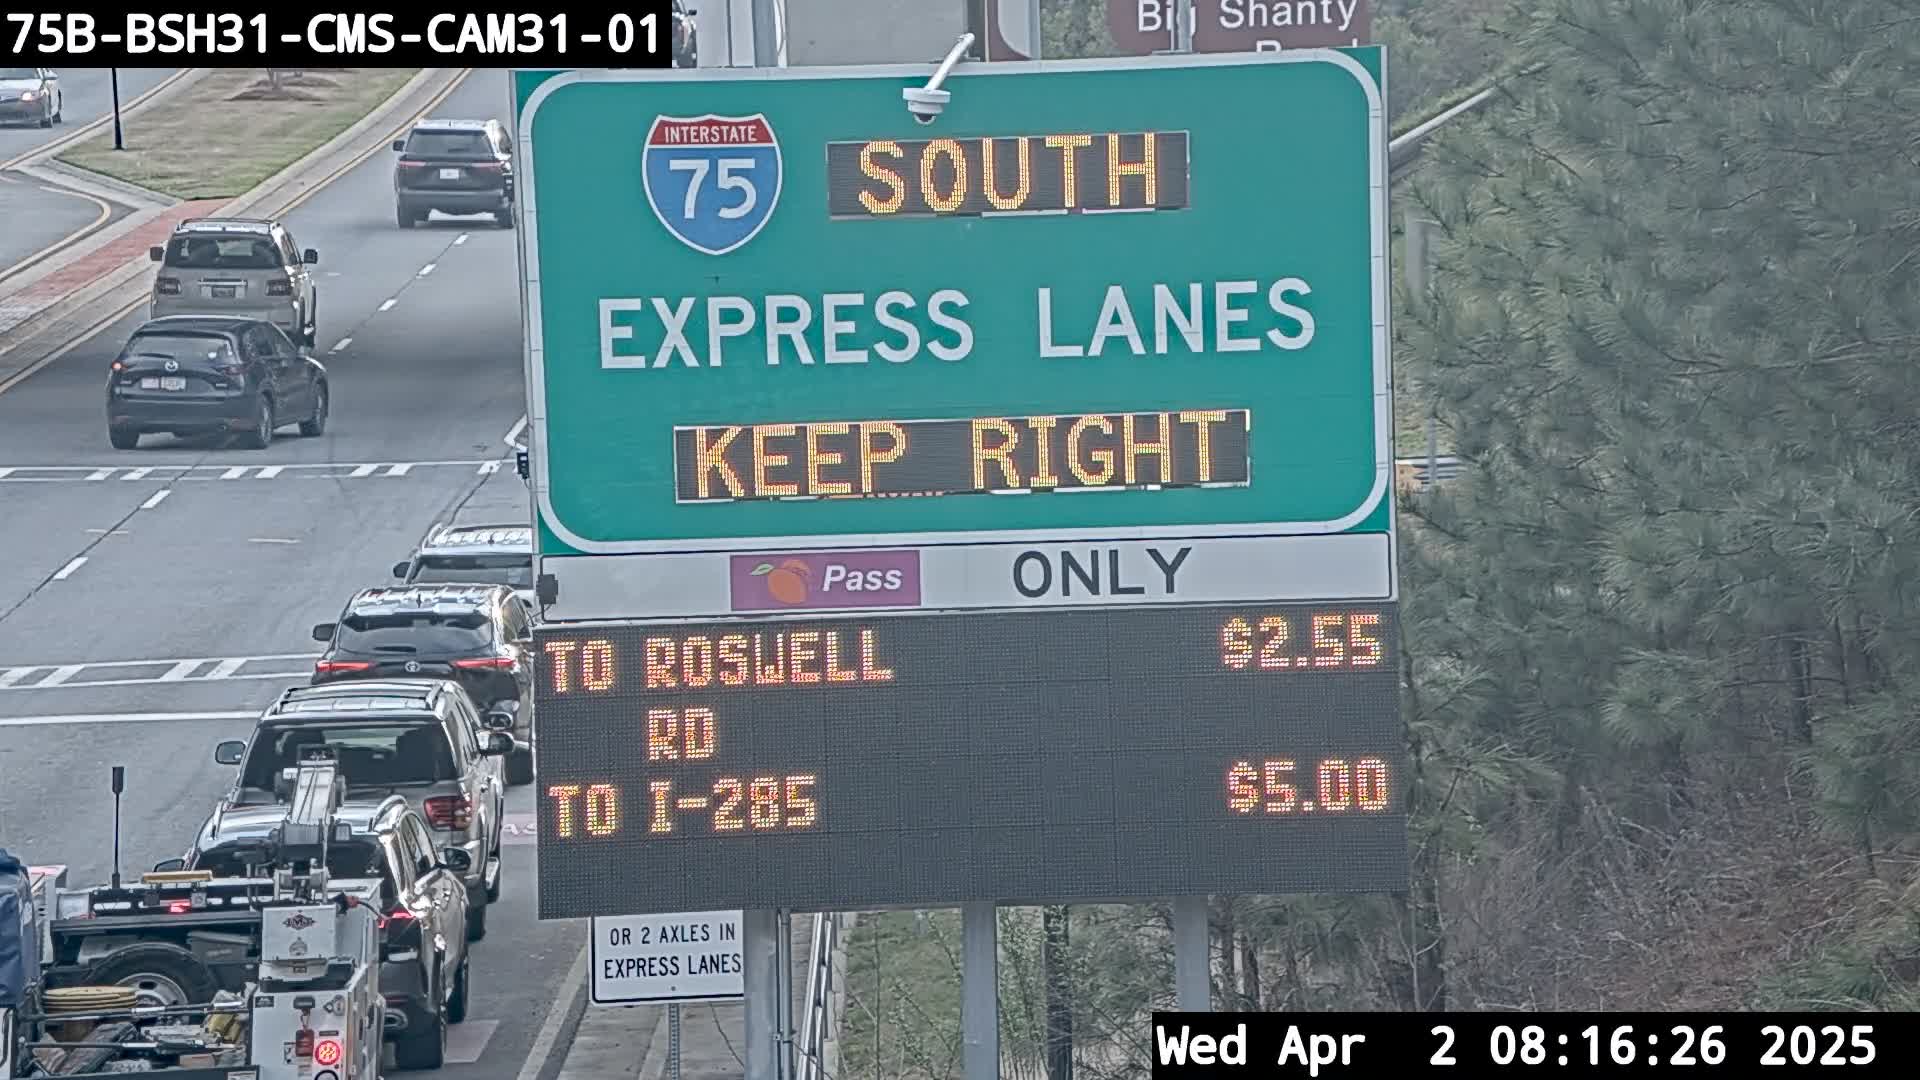 75B-BSH31-CMS-CAM31-01
Big Shanty
Road
INTERSTATE
75
SOUTH
EXPRESS LANES
KEEP RIGHT
Pass ONLY
TO ROSWELL $2.55
RD
TO I-285 $5.00
OR 2 AXLES IN
EXPRESS LANES
Wed Apr 2 08:16:26 2025